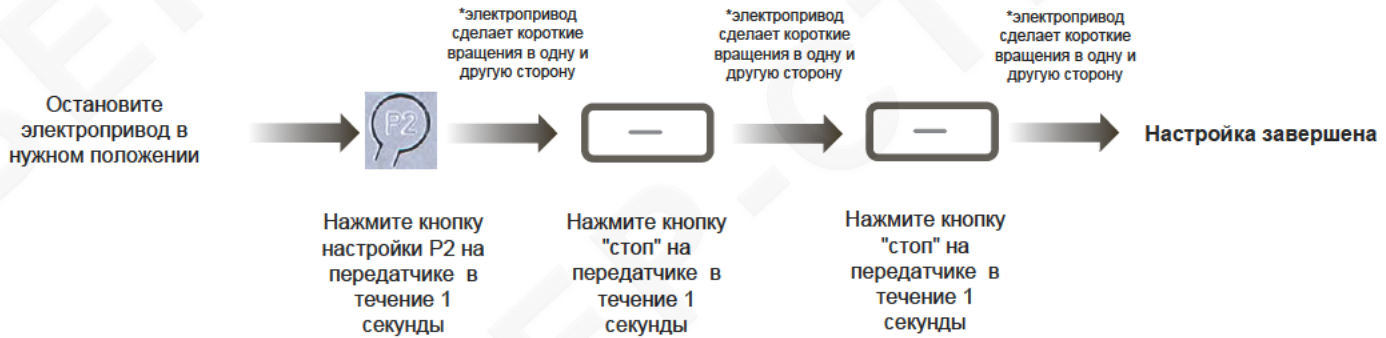 *электропривод
сделает короткие
вращения в одну и
другую сторону
*электропривод
сделает короткие
вращения в одну и
другую сторону
*электропривод
сделает короткие
вращения в одну и
другую сторону
Остановите
электропривод в
нужном положении
P2
Настройка завершена
Нажмите кнопку
настройки P2 на
передатчике в
течение 1
секунды
Нажмите кнопку
"стоп" на
передатчике в
течение 1
секунды
Нажмите кнопку
"стоп" на
передатчике в
течение 1
секунды